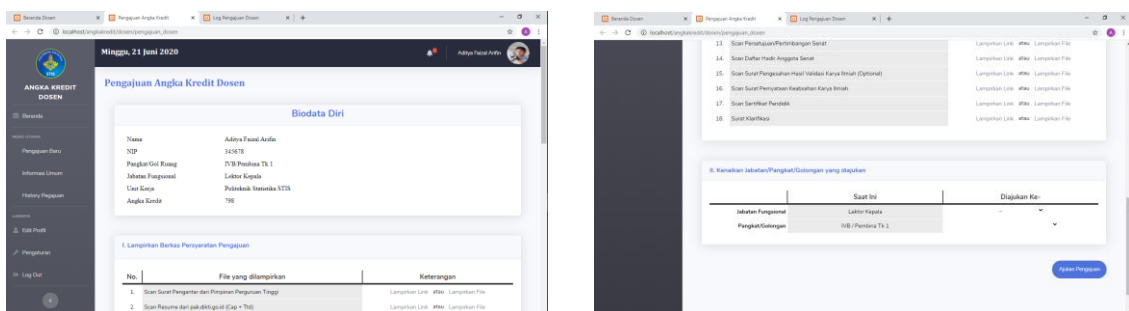 Beranda Dosen
Pengajuan Angka Kredit
Log Pengajuan Dosen
localhost/angkakredit/dosen/pengajuan_dosen
ANGKA KREDIT
DOSEN
Beranda
Pengajuan Baru
Informasi Umum
History Pegajuan
Edit Profil
Pengaturan
Log Out
Minggu, 21 Juni 2020
Aditya Faizal Arifin
Pengajuan Angka Kredit Dosen
Biodata Diri
Nama Aditya Faizal Arifin
NIP 345678
Pangkat/Gol Ruang IVB/Pembina Tk 1
Jabatan Fungsional Lektor Kepala
Unit Kerja Politeknik Statistika STIS
Angka Kredit 798
I. Lampirkan Berkas Persyaratan Pengajuan
No. File yang dilampirkan Keterangan
1. Scan Surat Pengantar dari Pimpinan Perguruan Tinggi Lampirkan Link atau Lampirkan File
2. Scan Resume dari pak.dikti.go.id (Cap + Ttd) Lampirkan Link atau Lampirkan File
Beranda Dosen
Pengajuan Angka Kredit
Log Pengajuan Dosen
localhost/angkakredit/dosen/pengajuan_dosen
13. Scan Persetujuan/Pertimbangan Senat Lampirkan Link atau Lampirkan File
14. Scan Daftar Hadir Anggota Senat Lampirkan Link atau Lampirkan File
15. Scan Surat Pengesahan Hasil Validasi Karya Ilmiah (Optional) Lampirkan Link atau Lampirkan File
16. Scan Surat Pernyataan Keabsahan Karya Ilmiah Lampirkan Link atau Lampirkan File
17. Scan Sertifikat Pendidik Lampirkan Link atau Lampirkan File
18. Surat Klarifikasi Lampirkan Link atau Lampirkan File
II. Kenaikan Jabatan/Pangkat/Golongan yang diajukan
Saat Ini Diajukan Ke-
Jabatan Fungsional Lektor Kepala --
Pangkat/Golongan IVB / Pembina Tk 1
Ajukan Pengajuan